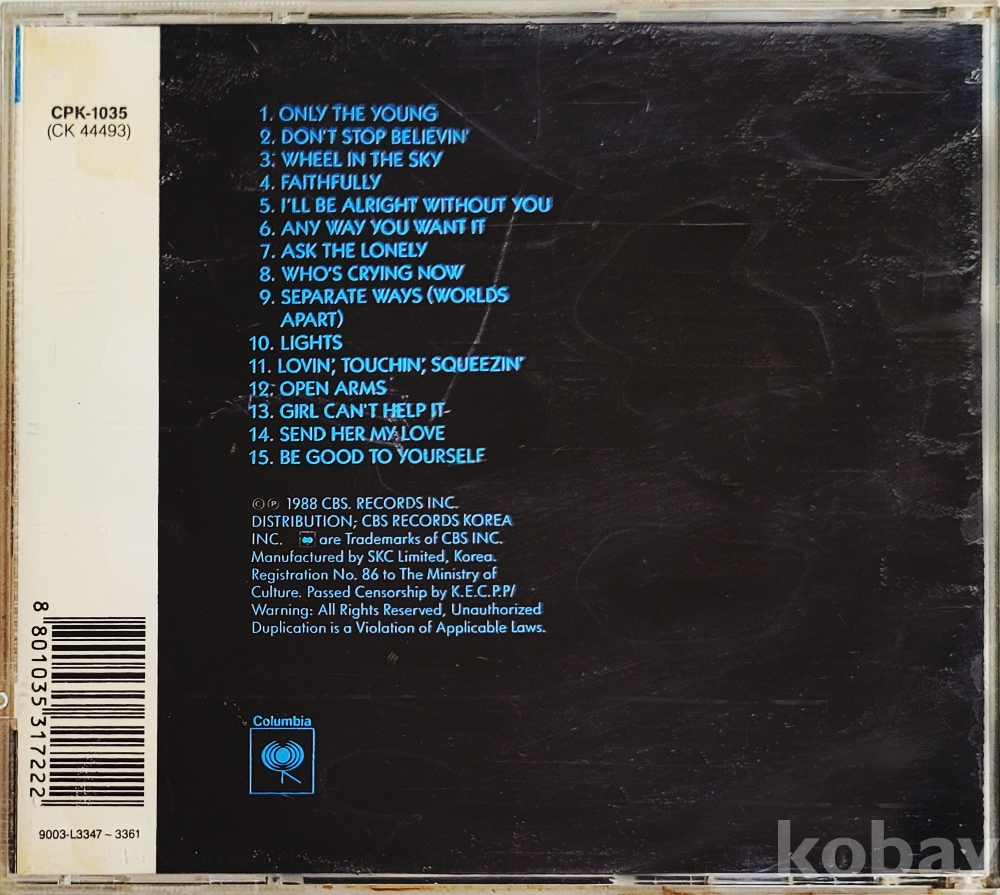 CPK-1035
(CK 44493)
1. ONLY THE YOUNG
2. DON'T STOP BELIEVIN'
3. WHEEL IN THE SKY
4. FAITHFULLY
5. I'LL BE ALRIGHT WITHOUT YOU
6. ANY WAY YOU WANT IT
7. ASK THE LONELY
8. WHO'S CRYING NOW
9. SEPARATE WAYS (WORLDS
APART)
10. LIGHTS
11. LOVIN', TOUCHIN', SQUEEZIN'
12. OPEN ARMS
13. GIRL CAN'T HELP IT
14. SEND HER MY LOVE
15. BE GOOD TO YOURSELF
©℗ 1988 CBS. RECORDS INC.
DISTRIBUTION; CBS RECORDS KOREA
INC. are Trademarks of CBS INC.
Manufactured by SKC Limited, Korea.
Registration No. 86 to The Ministry of
Culture. Passed Censorship by K.E.C.P.P/
Warning: All Rights Reserved, Unauthorized
Duplication is a Violation of Applicable Laws.
Columbia
8 801035 317222
9003-L3347~3361
kobay